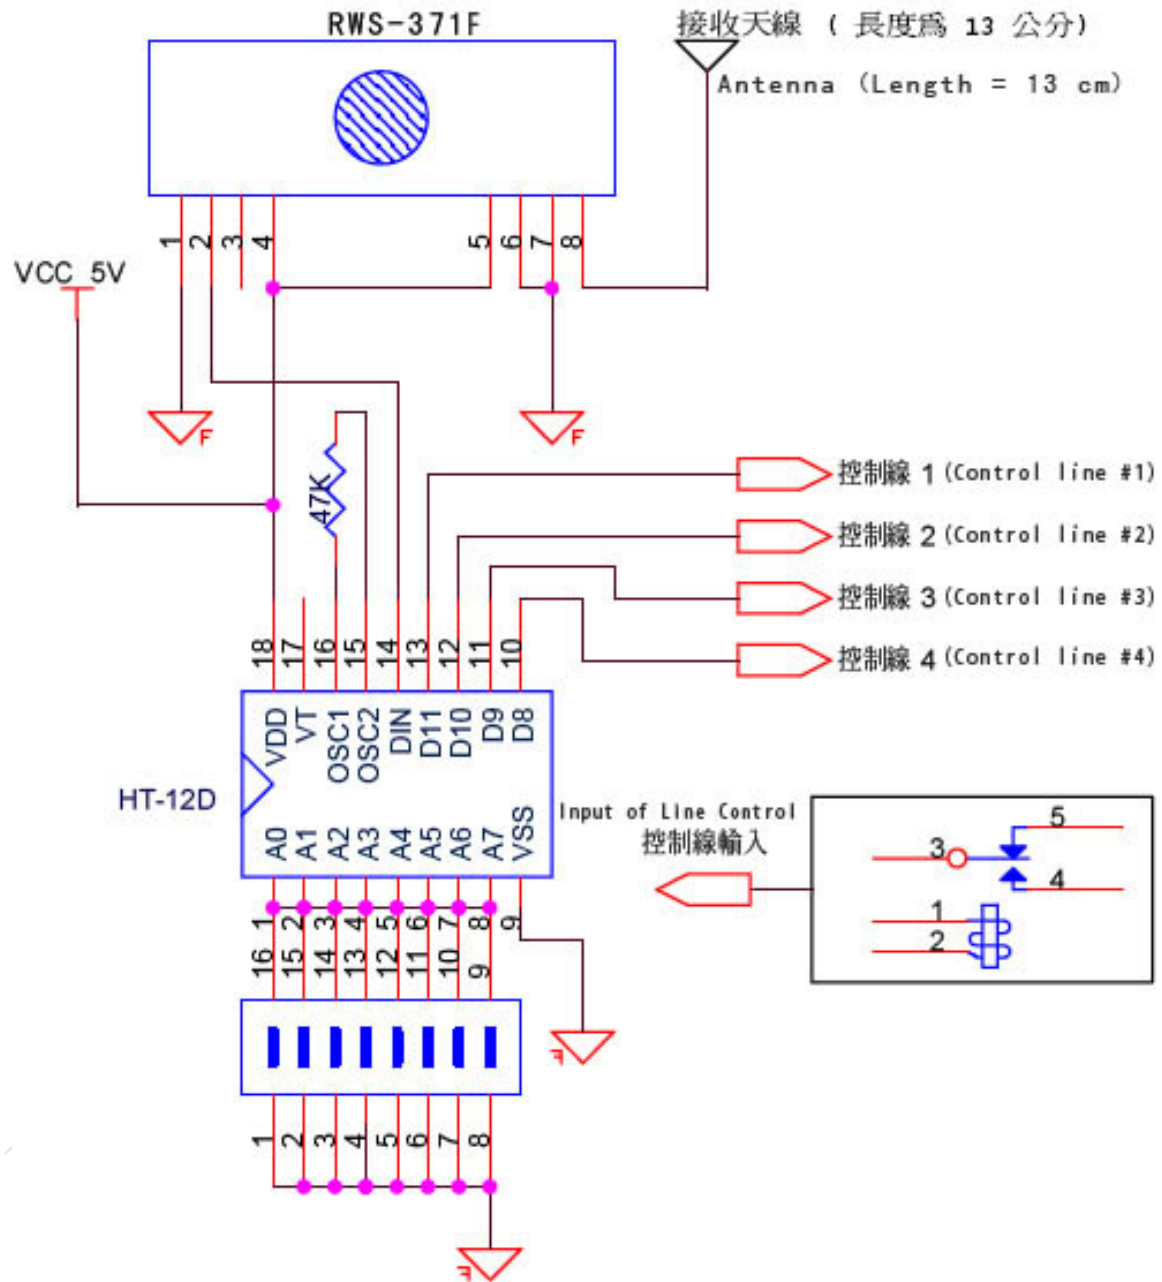 RWS-371F
接收天線 ( 長度爲 13 公分)
Antenna (Length = 13 cm)
1 2 3 4 5 6 7 8
VCC 5V
F F
47K
控制線 1 (Control line #1)
控制線 2 (Control line #2)
控制線 3 (Control line #3)
控制線 4 (Control line #4)
18 17 16 15 14 13 12 11 10
VDD VT OSC1 OSC2 DIN D11 D10 D9 D8
HT-12D
A0 A1 A2 A3 A4 A5 A6 A7 VSS
1 2 3 4 5 6 7 8 9
16 15 14 13 12 11 10 9
F
1 2 3 4 5 6 7 8
F
Input of LIne Control
控制線輸入
5
3
4
1
2